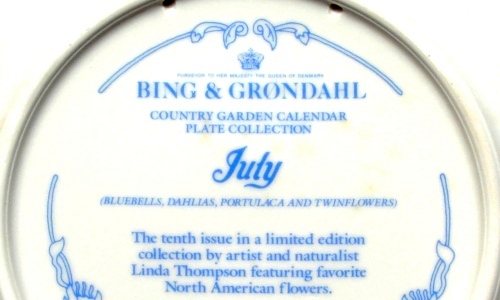 PURVEYOR TO HER MAJESTY THE QUEEN OF DENMARK
BING & GRØNDAHL
COUNTRY GARDEN CALENDAR
PLATE COLLECTION
July
(BLUEBELLS, DAHLIAS, PORTULACA AND TWINFLOWERS)
The tenth issue in a limited edition
collection by artist and naturalist
Linda Thompson featuring favorite
North American flowers.